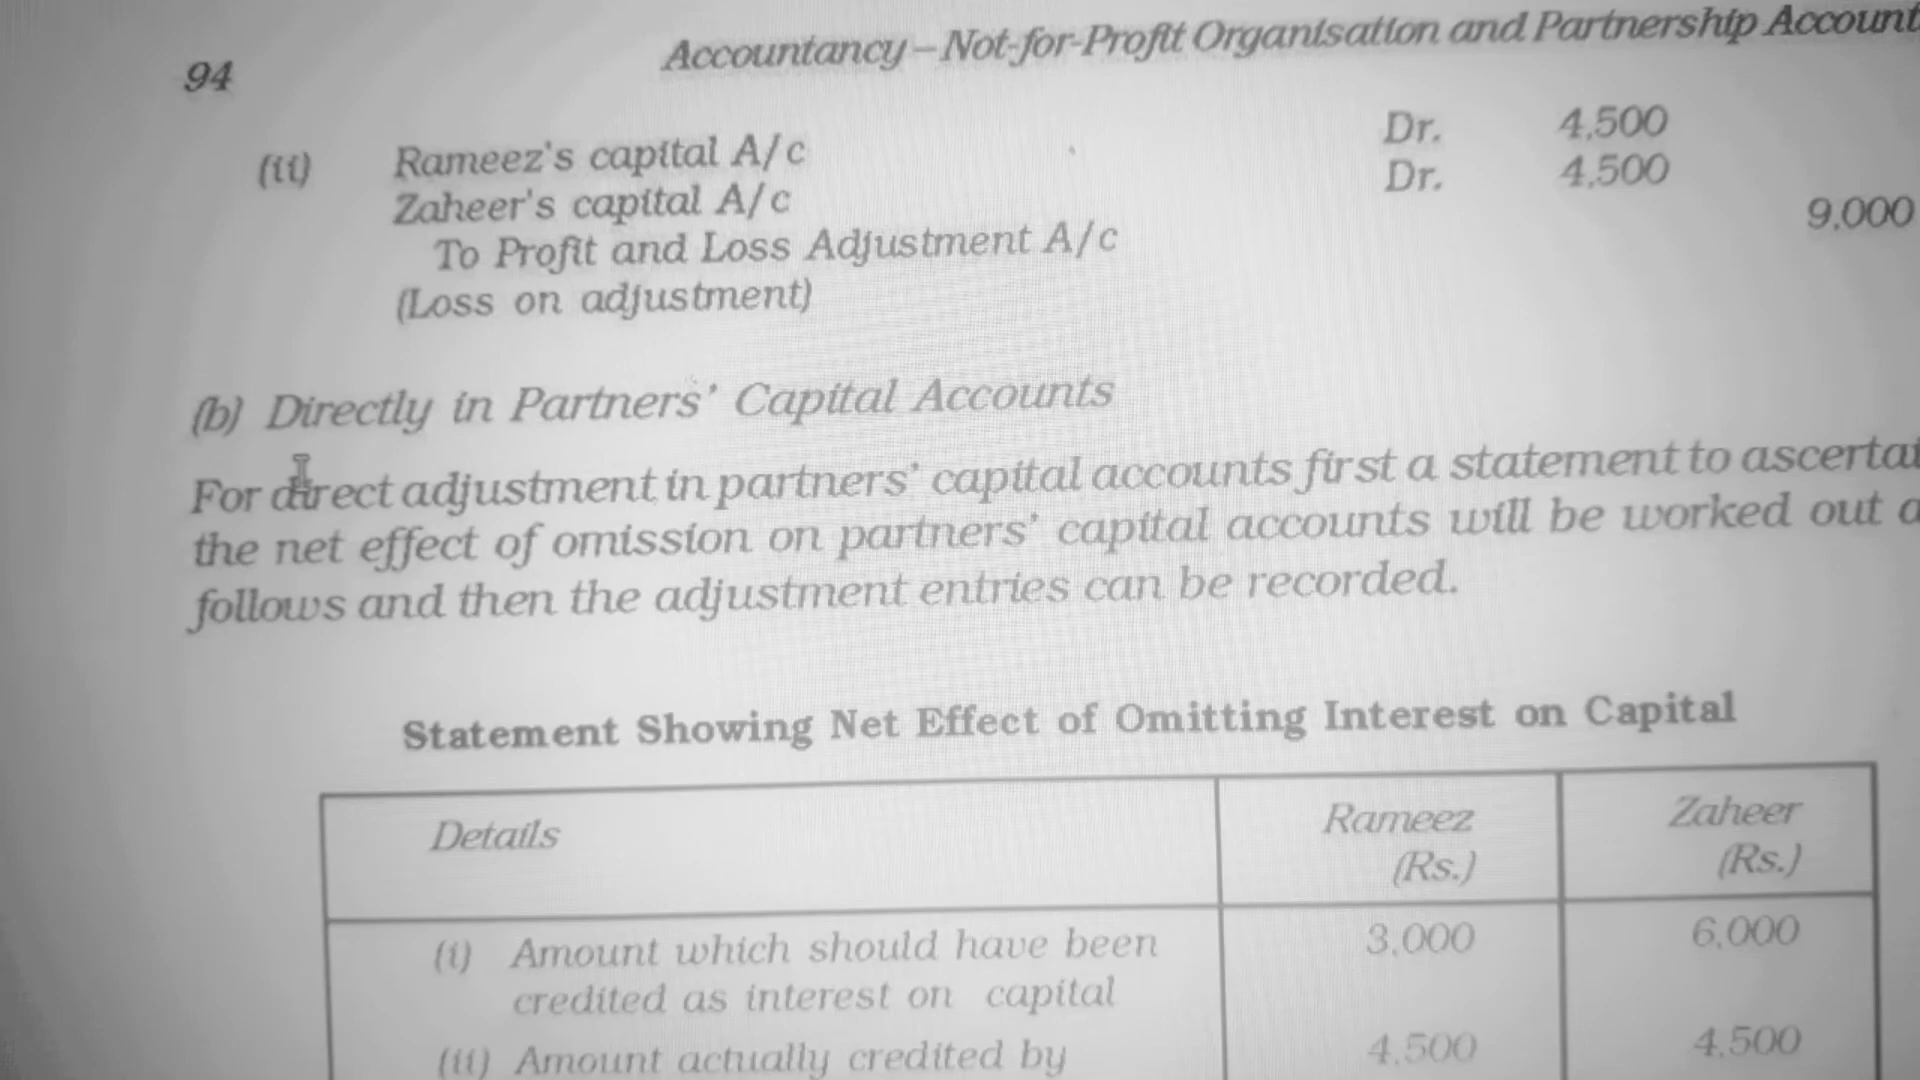 94
Accountancy – Not-for-Profit Organisation and Partnership Account
(ii) Rameez's capital A/c Dr. 4,500
Zaheer's capital A/c Dr. 4,500
To Profit and Loss Adjustment A/c 9,000
(Loss on adjustment)
(b) Directly in Partners' Capital Accounts
For direct adjustment in partners' capital accounts first a statement to ascertai
the net effect of omission on partners' capital accounts will be worked out a
follows and then the adjustment entries can be recorded.
Statement Showing Net Effect of Omitting Interest on Capital
Details Rameez Zaheer
(Rs.) (Rs.)
(i) Amount which should have been 3,000 6,000
credited as interest on capital
(ii) Amount actually credited by 4,500 4,500